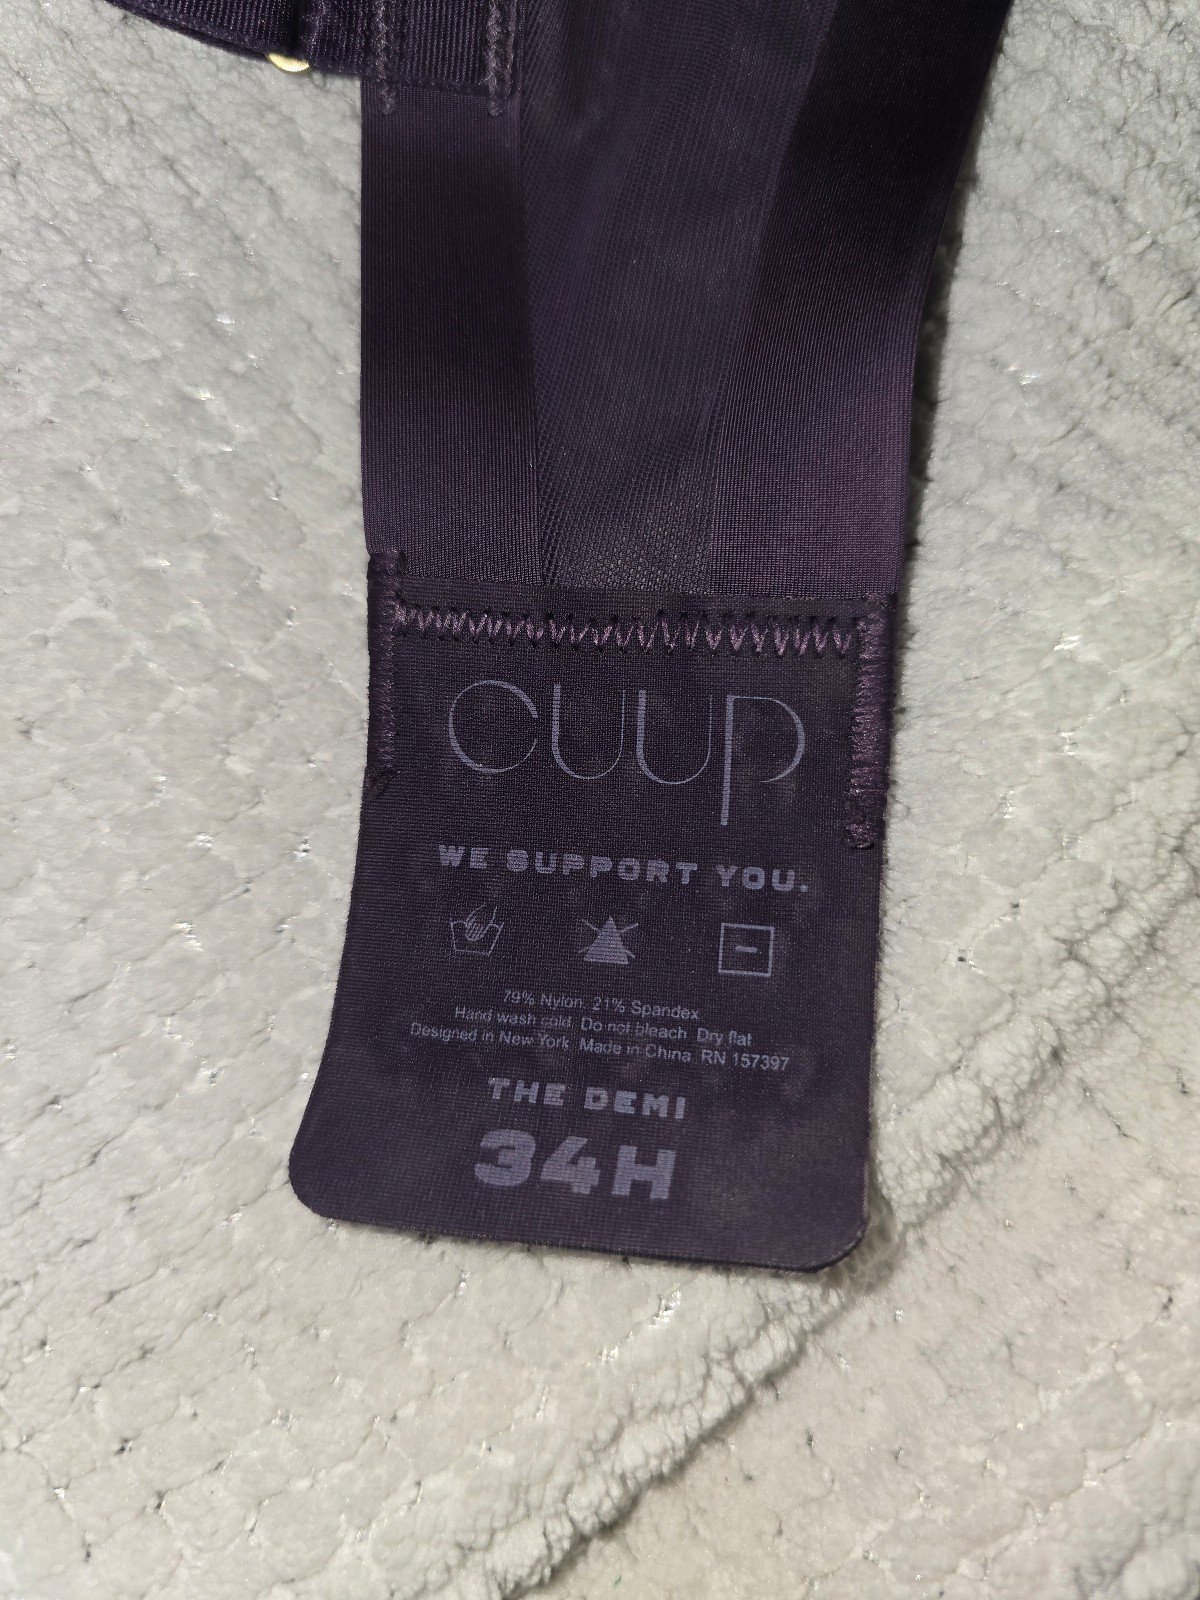 cuup
WE SUPPORT YOU.
79% Nylon. 21% Spandex
Hand wash cold. Do not bleach. Dry flat
Designed in New York. Made in China. RN 157397
THE DEMI
34H